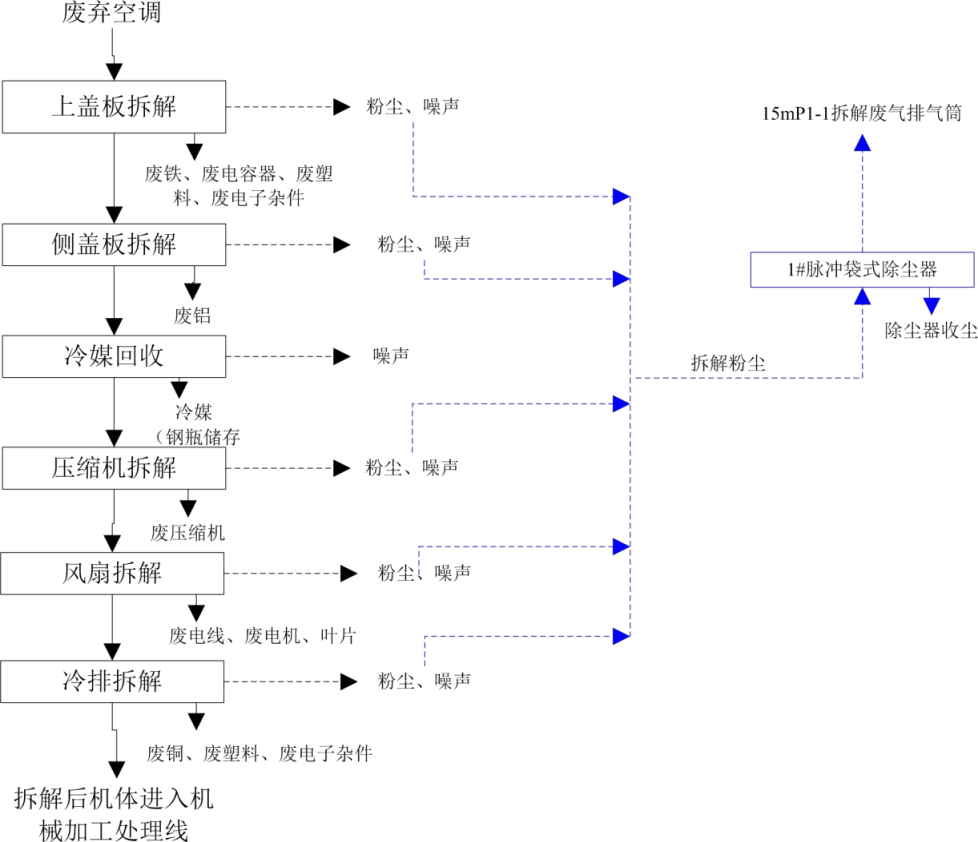 废弃空调
上盖板拆解
粉尘、噪声
废铁、废电容器、废塑
料、废电子杂件
侧盖板拆解
粉尘、噪声
废铝
冷媒回收
噪声
冷媒
（钢瓶储存
压缩机拆解
粉尘、噪声
废压缩机
风扇拆解
粉尘、噪声
废电线、废电机、叶片
冷排拆解
粉尘、噪声
废铜、废塑料、废电子杂件
拆解后机体进入机
械加工处理线
拆解粉尘
15mP1-1拆解废气排气筒
1#脉冲袋式除尘器
除尘器收尘